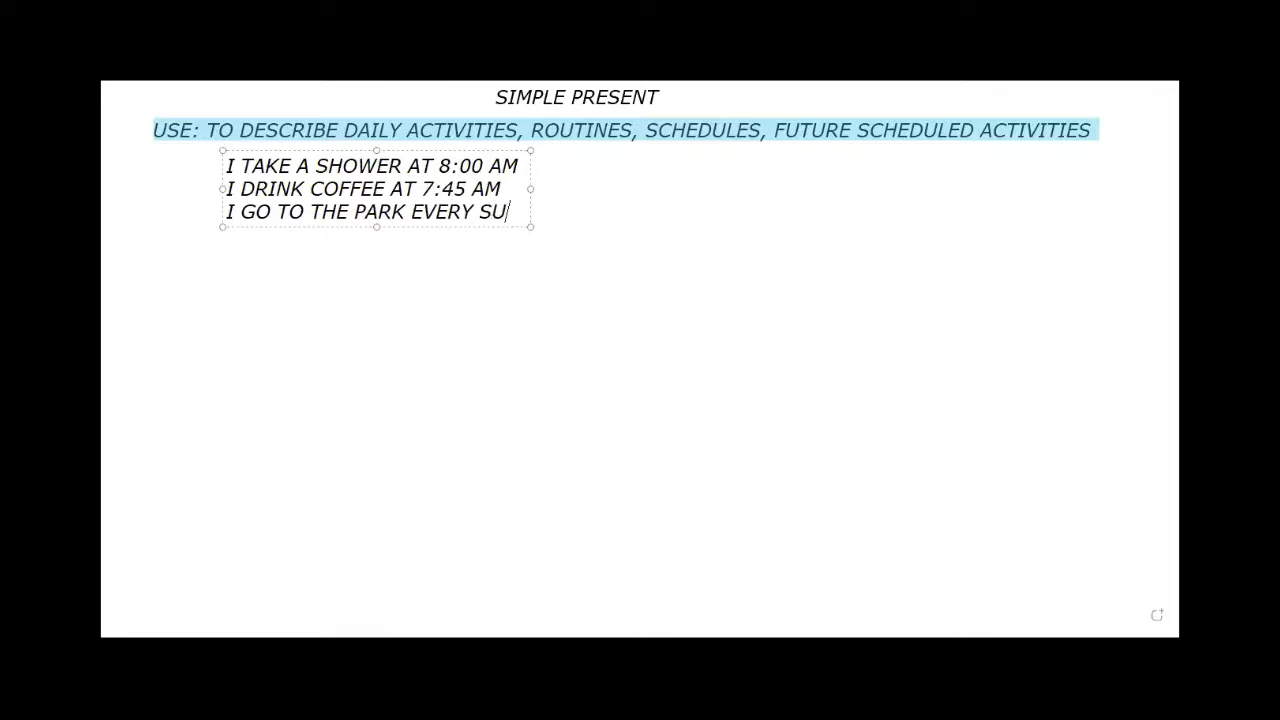 SIMPLE PRESENT
USE: TO DESCRIBE DAILY ACTIVITIES, ROUTINES, SCHEDULES, FUTURE SCHEDULED ACTIVITIES
I TAKE A SHOWER AT 8:00 AM
I DRINK COFFEE AT 7:45 AM
I GO TO THE PARK EVERY SU